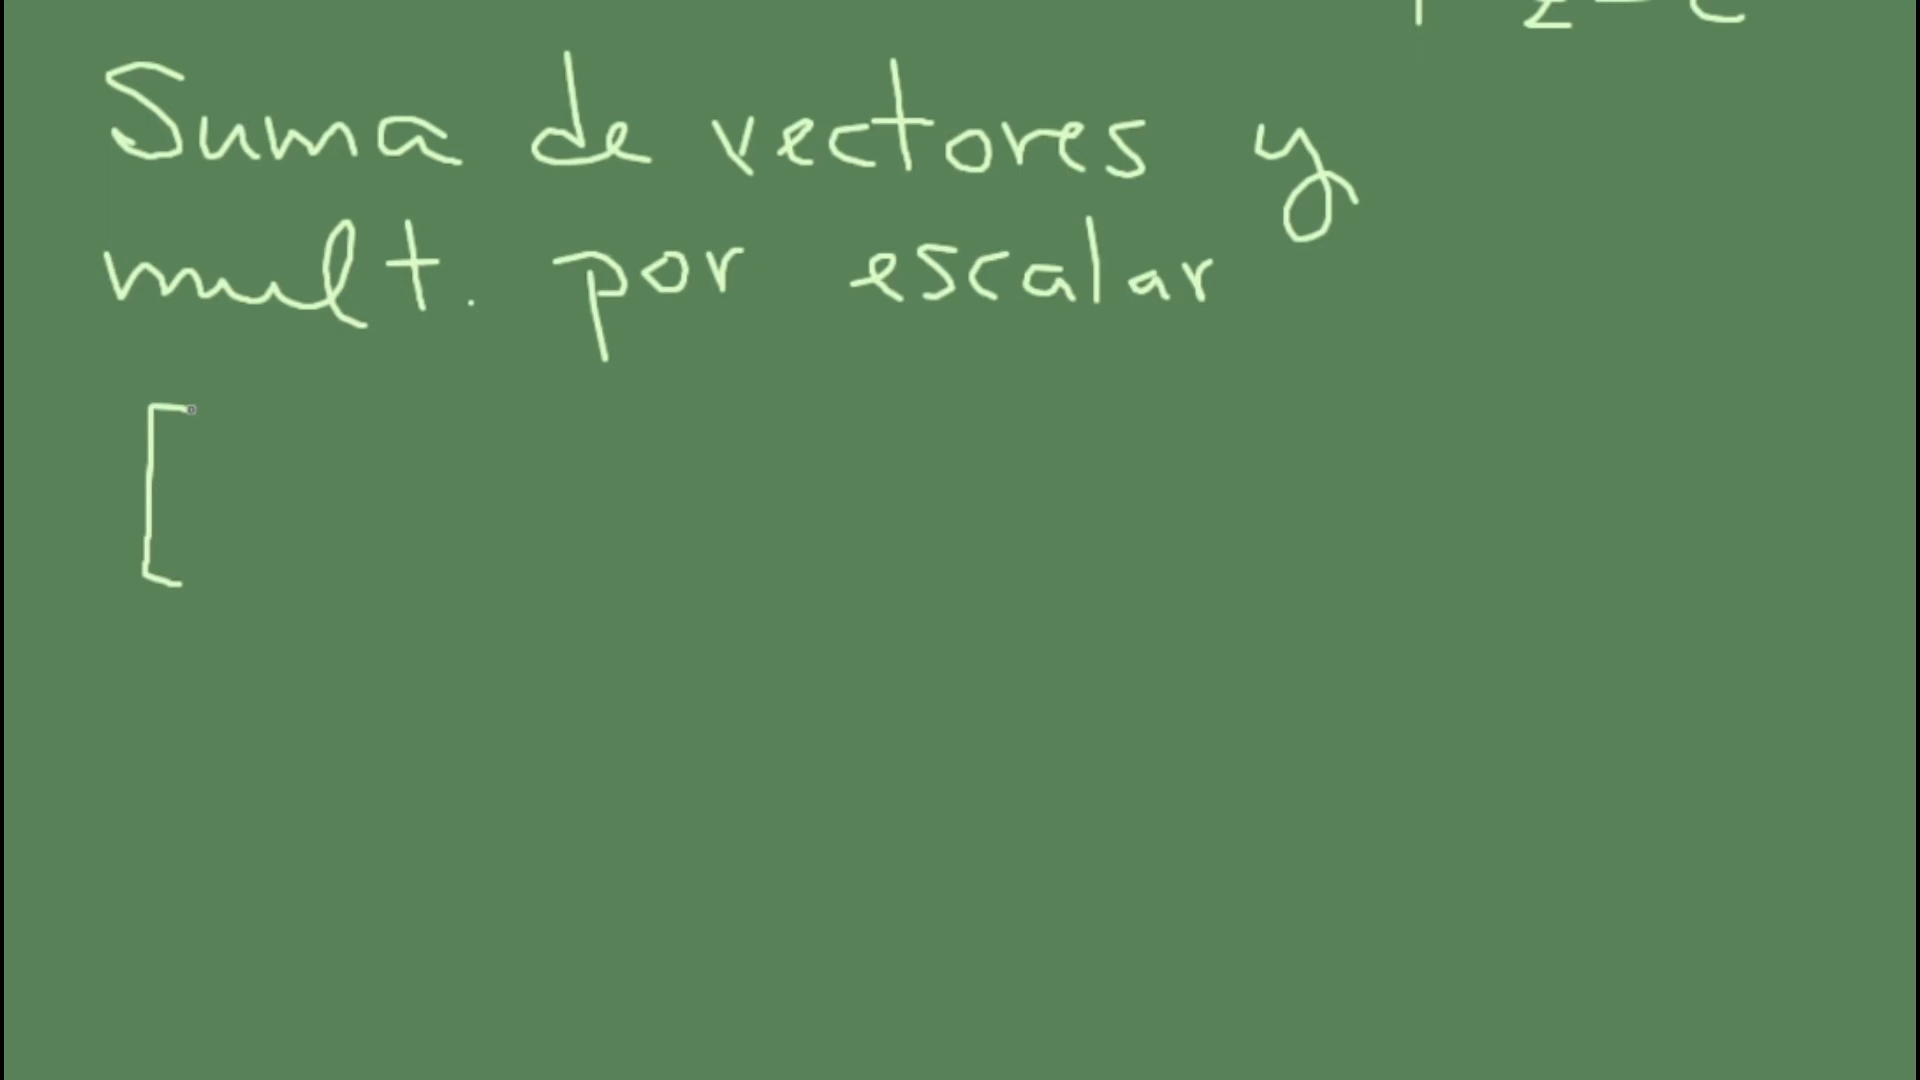 Suma de vectores y
mult. por escalar
[